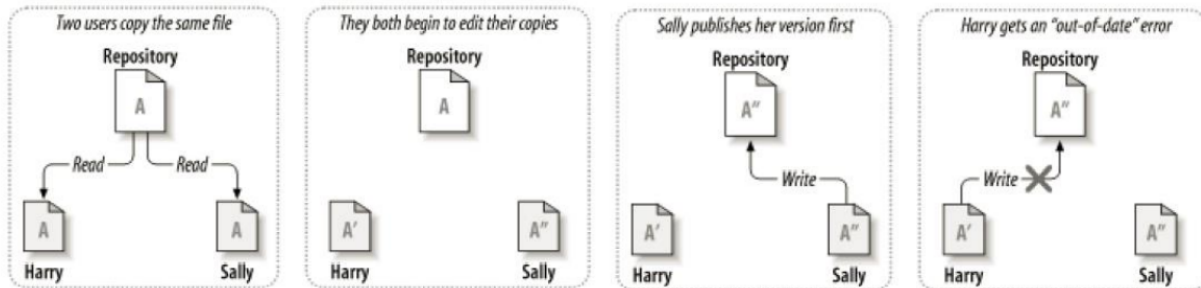 Two users copy the same file
Repository
A
Read
Read
A
A
Harry
Sally
They both begin to edit their copies
Repository
A
A'
A"
Harry
Sally
Sally publishes her version first
Repository
A"
Write
A'
A"
Harry
Sally
Harry gets an “out-of-date” error
Repository
A"
Write
A'
A"
Harry
Sally